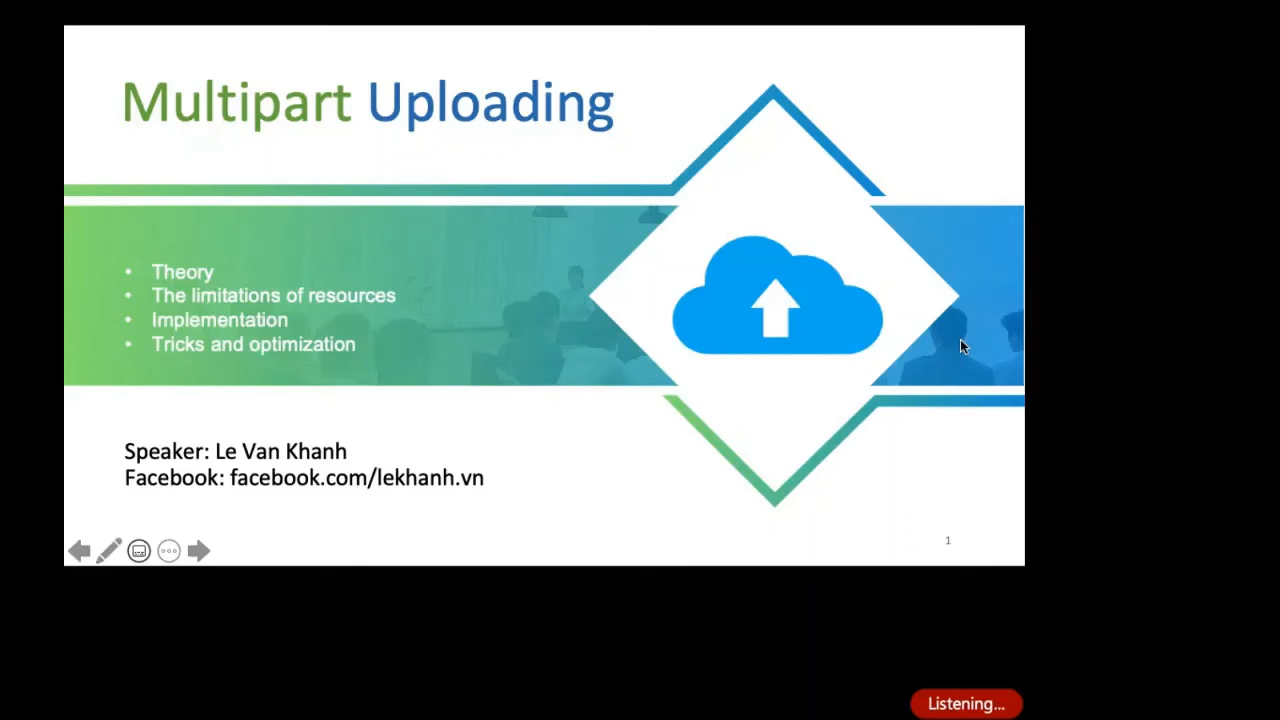 Multipart Uploading
• Theory
• The limitations of resources
• Implementation
• Tricks and optimization
Speaker: Le Van Khanh
Facebook: facebook.com/lekhanh.vn
1
Listening...